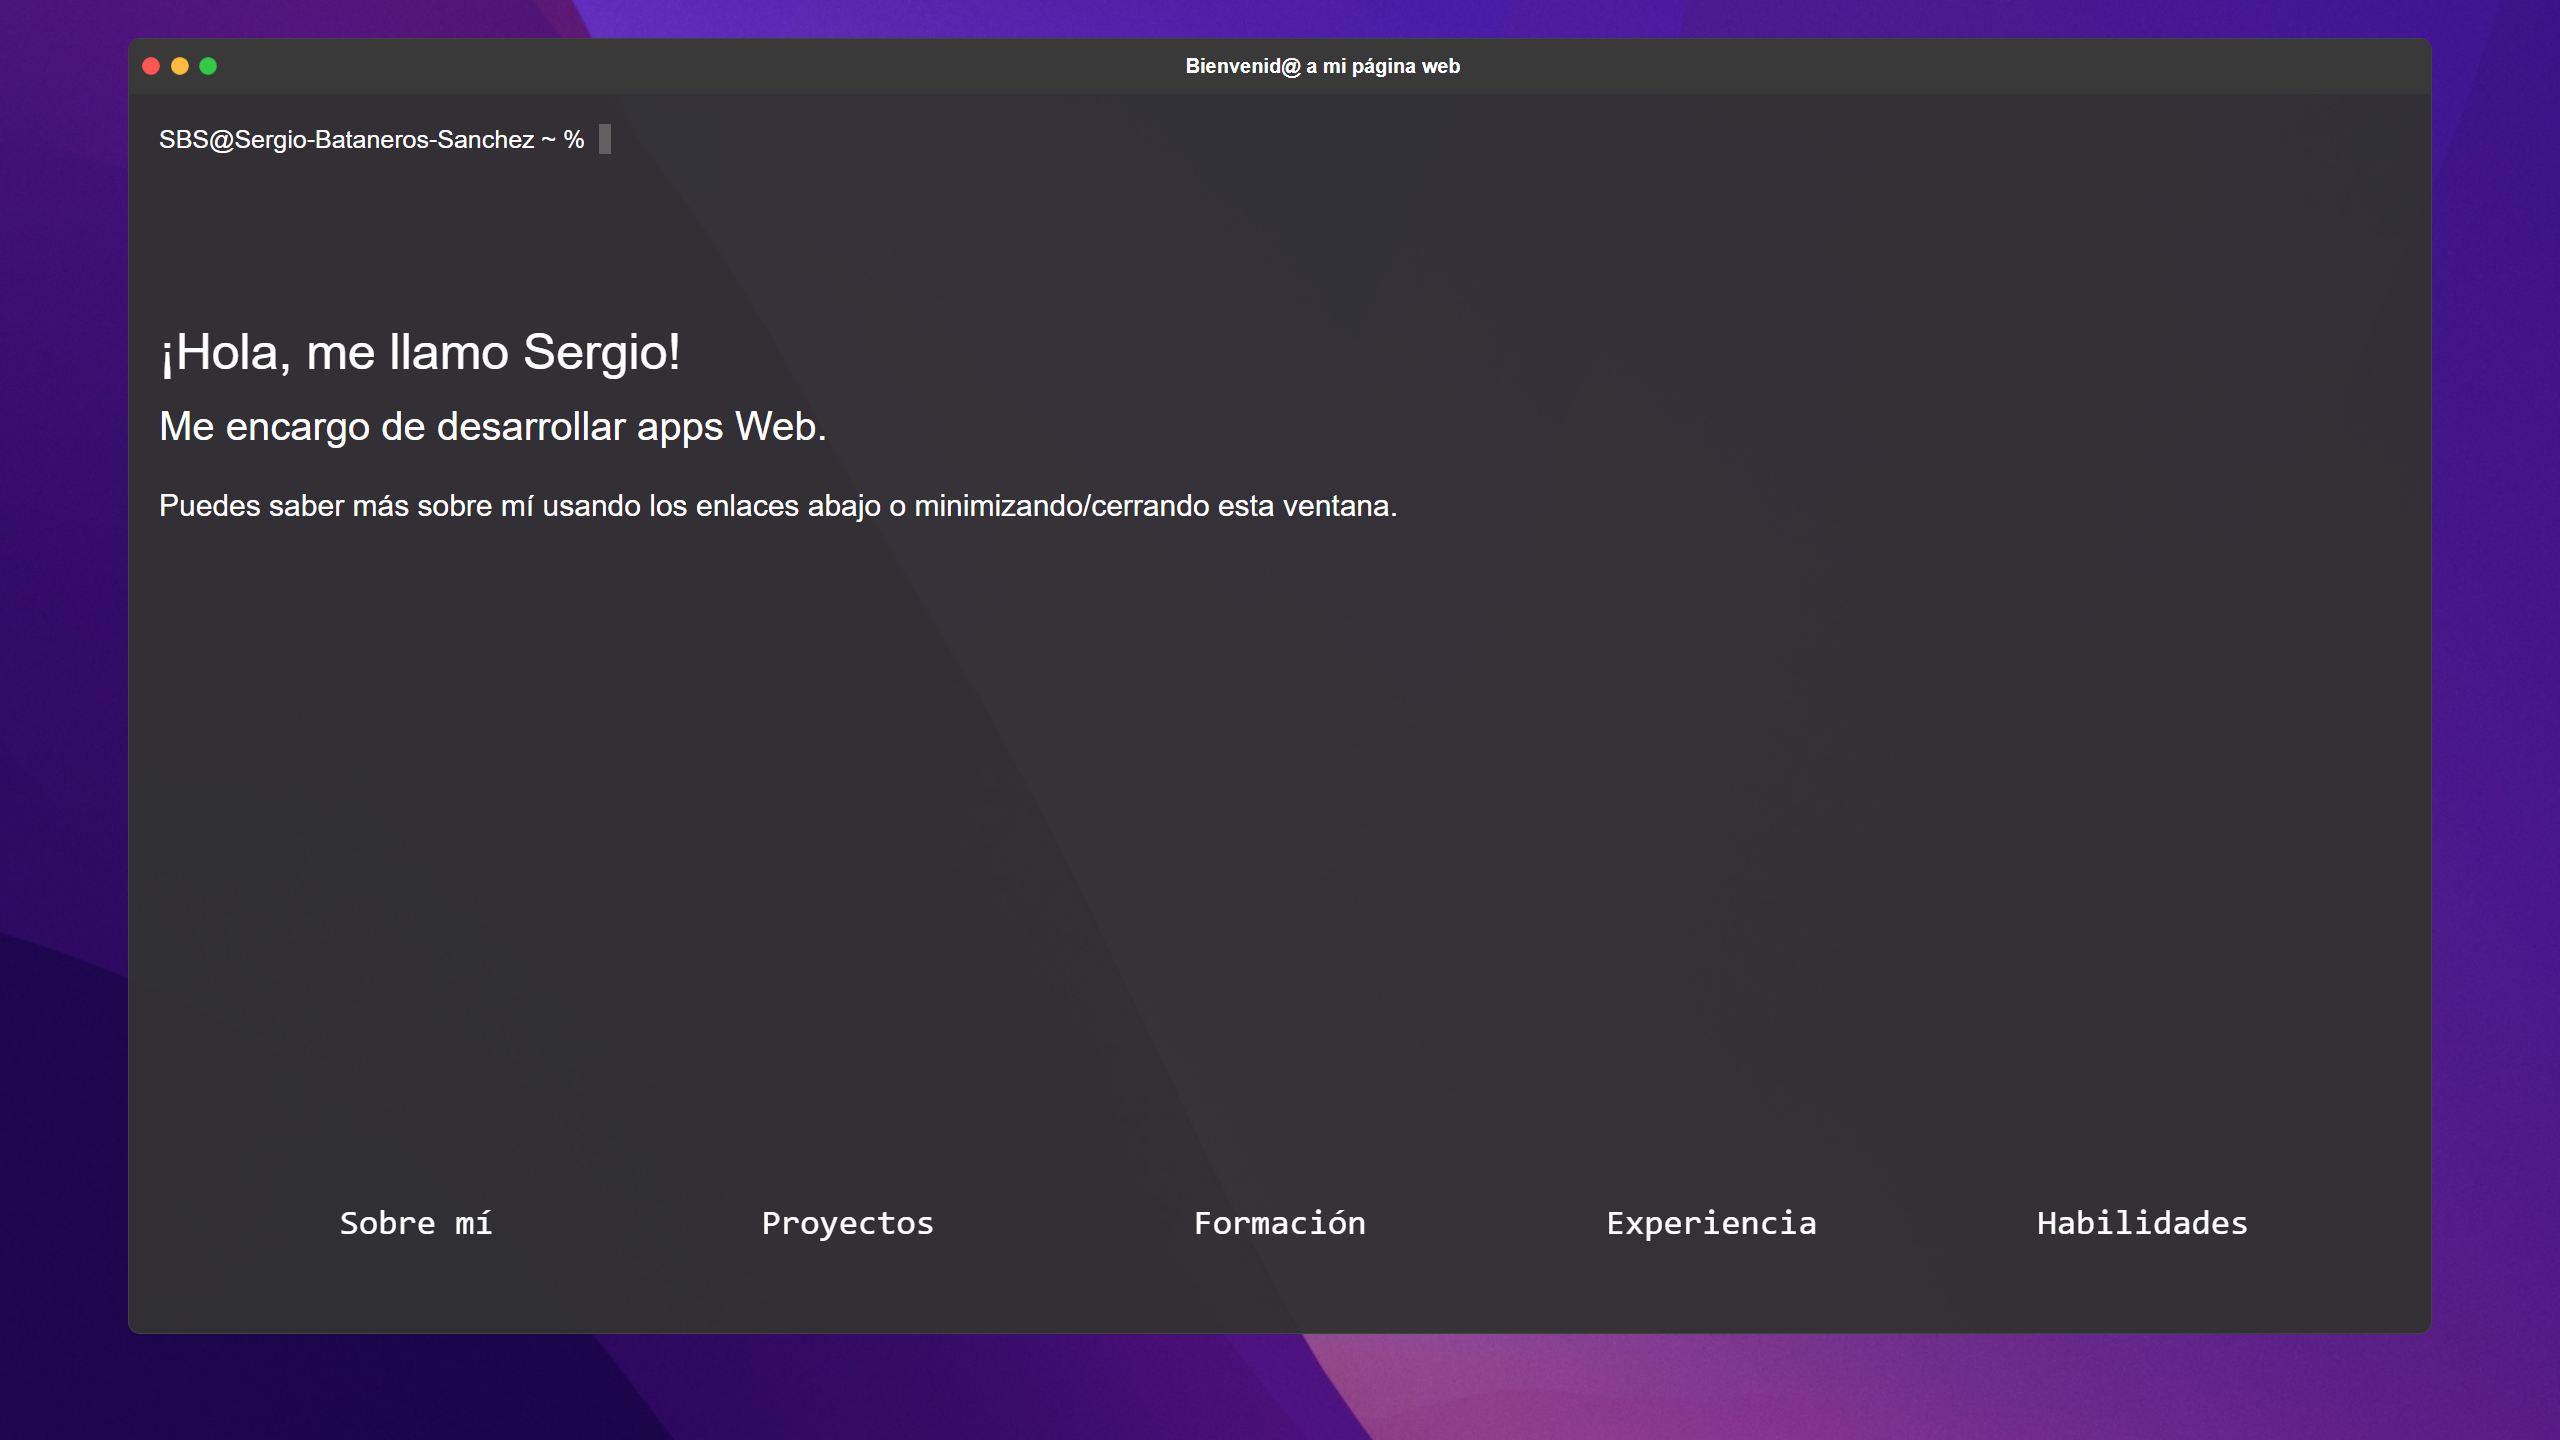 Bienvenid@ a mi página web
SBS@Sergio-Bataneros-Sanchez ~ %
¡Hola, me llamo Sergio!
Me encargo de desarrollar apps Web.
Puedes saber más sobre mí usando los enlaces abajo o minimizando/cerrando esta ventana.
Sobre mí Proyectos Formación Experiencia Habilidades